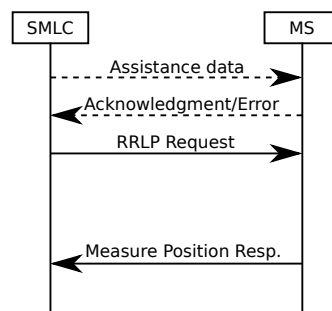 SMLC
MS
Assistance data
Acknowledgment/Error
RRLP Request
Measure Position Resp.